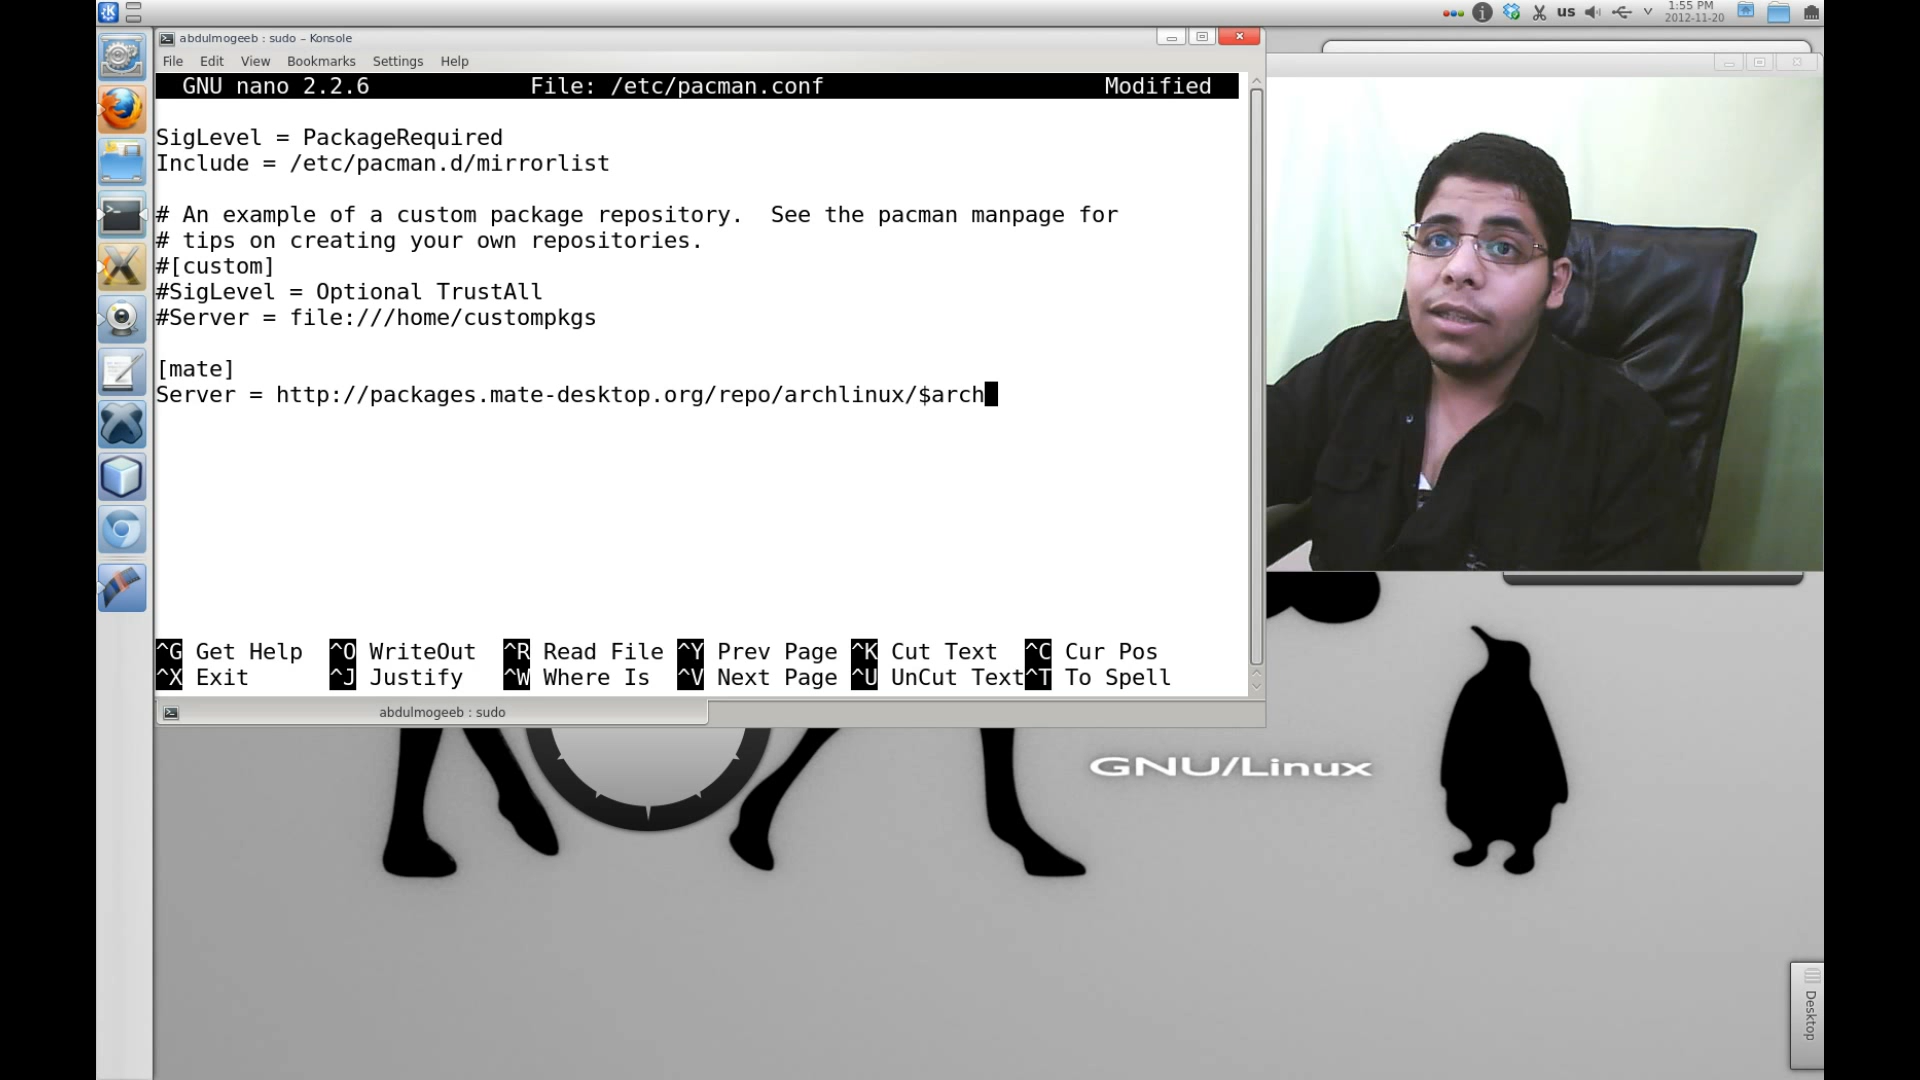 us
1:55 PM
2012-11-20
abdulmogeeb : sudo – Konsole
File Edit View Bookmarks Settings Help
GNU nano 2.2.6 File: /etc/pacman.conf Modified
SigLevel = PackageRequired
Include = /etc/pacman.d/mirrorlist
# An example of a custom package repository.  See the pacman manpage for
# tips on creating your own repositories.
#[custom]
#SigLevel = Optional TrustAll
#Server = file:///home/custompkgs
[mate]
Server = http://packages.mate-desktop.org/repo/archlinux/$arch
^G Get Help ^O WriteOut ^R Read File ^Y Prev Page ^K Cut Text ^C Cur Pos
^X Exit ^J Justify ^W Where Is ^V Next Page ^U UnCut Text ^T To Spell
abdulmogeeb : sudo
GNU/Linux
Desktop